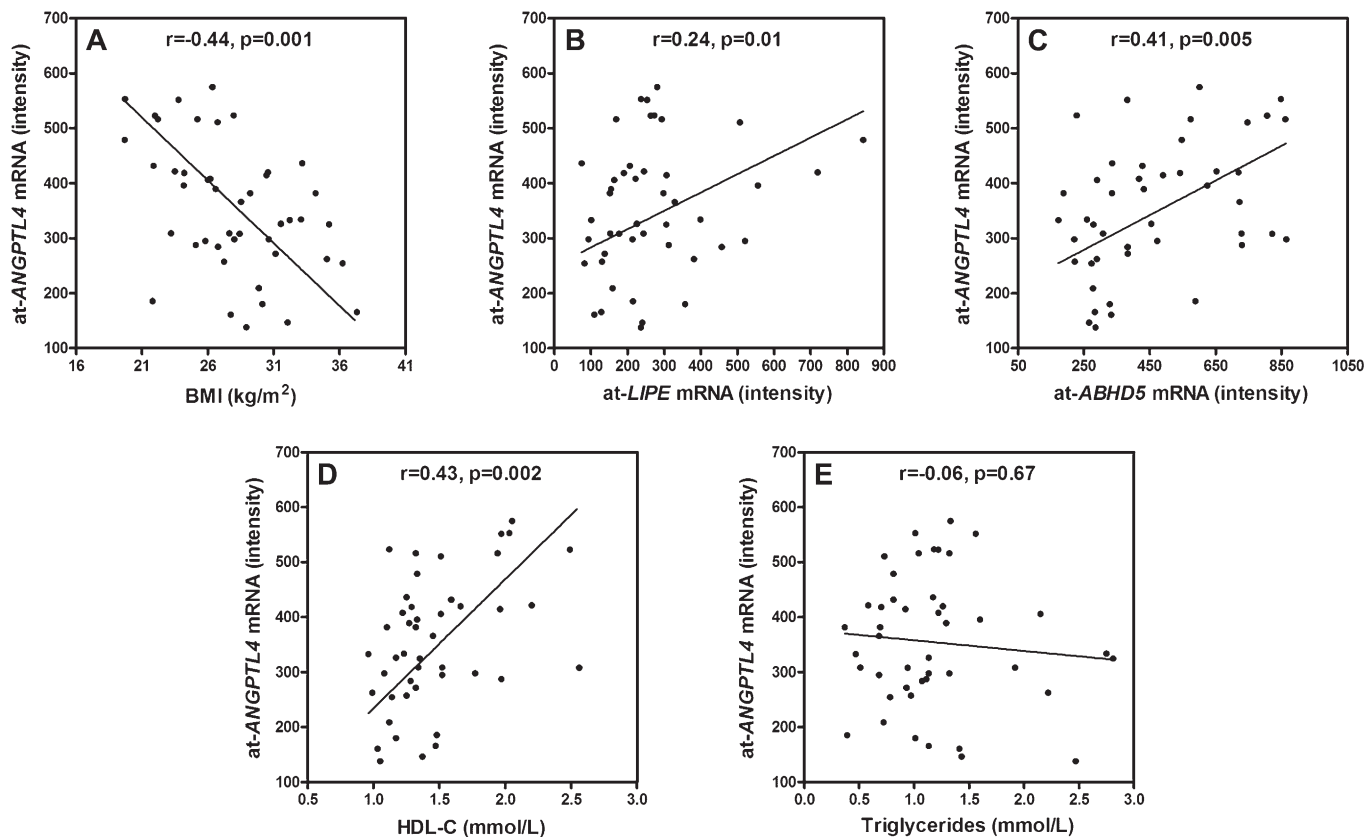 A
r=-0.44, p=0.001
at-ANGPTL4 mRNA (intensity)
700
600
500
400
300
200
100
16 21 26 31 36 41
BMI (kg/m²)
B
r=0.24, p=0.01
at-ANGPTL4 mRNA (intensity)
700
600
500
400
300
200
100
0 100 200 300 400 500 600 700 800 900
at-LIPE mRNA (intensity)
C
r=0.41, p=0.005
at-ANGPTL4 mRNA (intensity)
700
600
500
400
300
200
100
50 250 450 650 850 1050
at-ABHD5 mRNA (intensity)
D
r=0.43, p=0.002
at-ANGPTL4 mRNA (intensity)
700
600
500
400
300
200
100
0.5 1.0 1.5 2.0 2.5 3.0
HDL-C (mmol/L)
E
r=-0.06, p=0.67
at-ANGPTL4 mRNA (intensity)
700
600
500
400
300
200
100
0.0 0.5 1.0 1.5 2.0 2.5 3.0
Triglycerides (mmol/L)